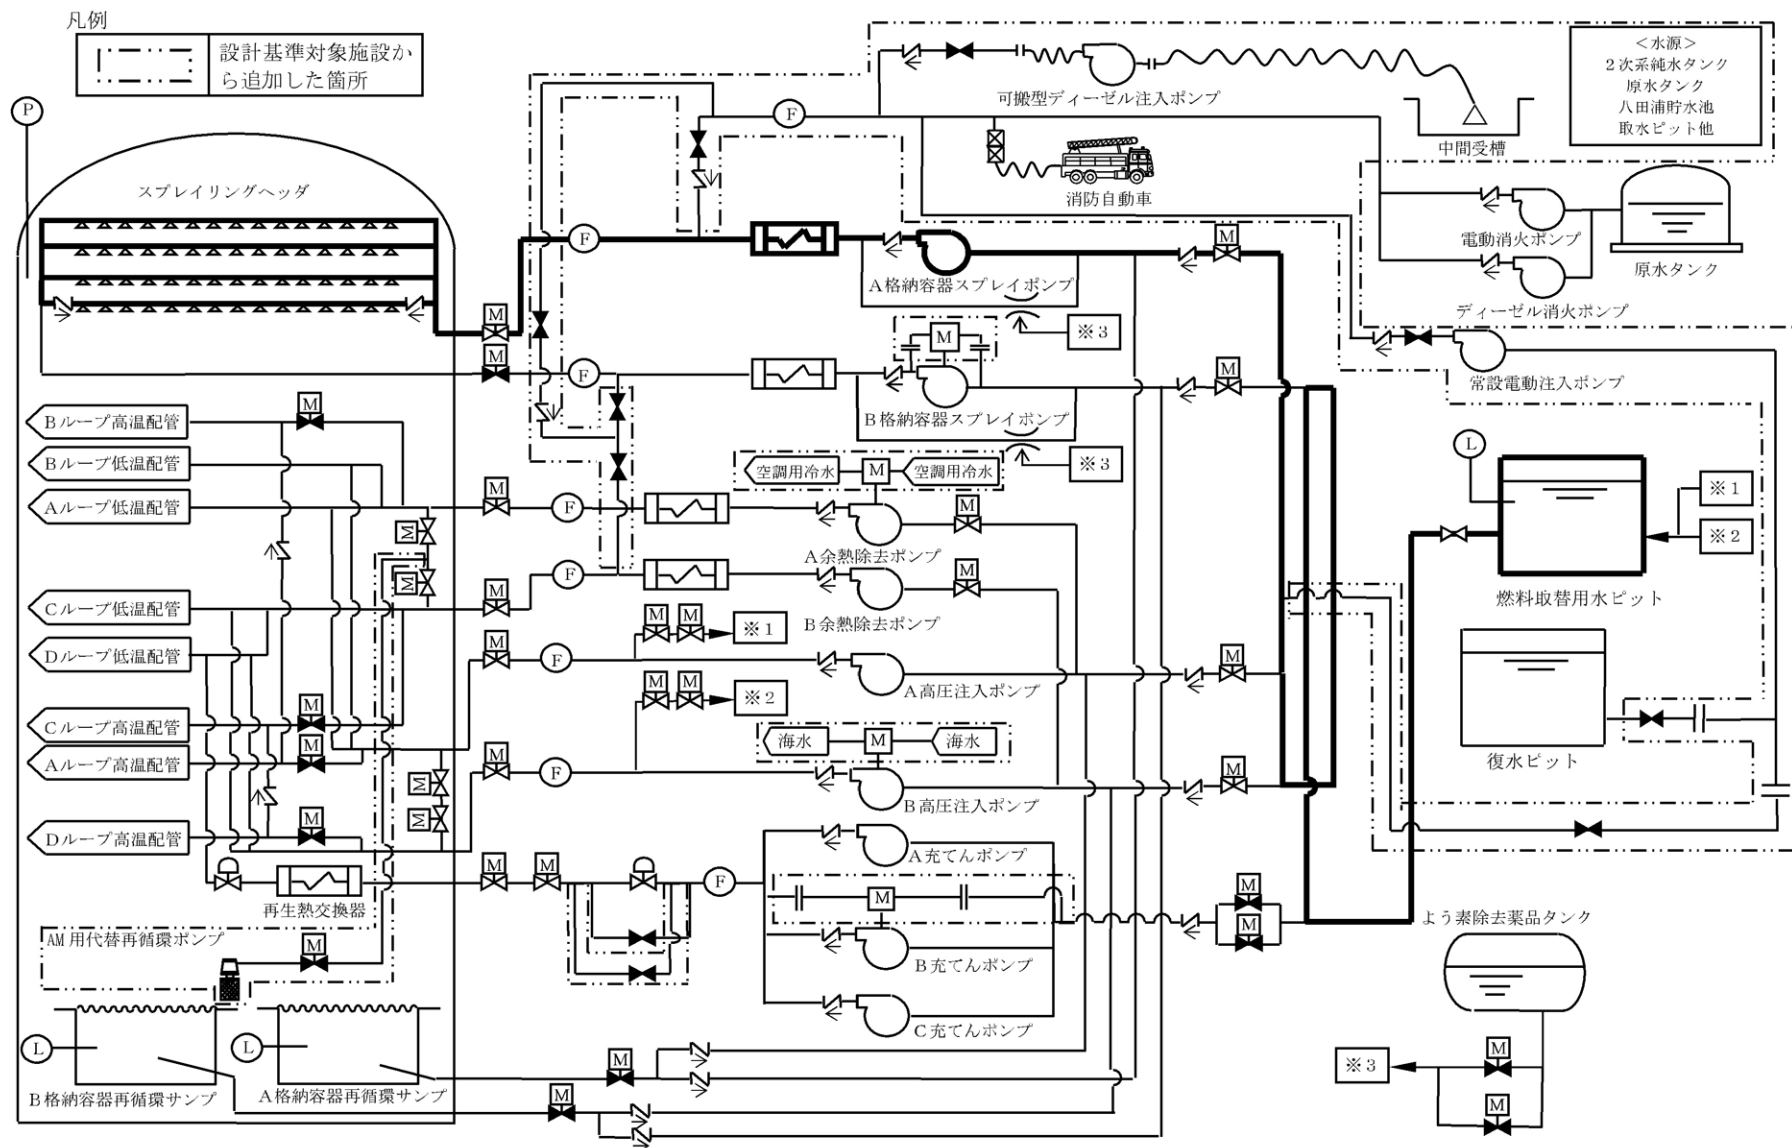 凡例
設計基準対象施設か
ら追加した箇所
P
スプレイリングヘッダ
F
可搬型ディーゼル注入ポンプ
中間受槽
＜水源＞
２次系純水タンク
原水タンク
八田浦貯水池
取水ピット他
消防自動車
電動消火ポンプ
ディーゼル消火ポンプ
原水タンク
F
M
A格納容器スプレイポンプ
※3
M
M
M
F
M
B格納容器スプレイポンプ
※3
常設電動注入ポンプ
Bループ高温配管
M
Bループ低温配管
空調用冷水
M
空調用冷水
L
※1
※2
燃料取替用水ピット
Aループ低温配管
M
M
F
M
A余熱除去ポンプ
M
Cループ低温配管
M
F
M
B余熱除去ポンプ
M
M
※1
Dループ低温配管
M
F
A高圧注入ポンプ
M
M
M
※2
Cループ高温配管
M
海水
M
海水
復水ピット
Aループ高温配管
M
M
M
F
B高圧注入ポンプ
M
M
Dループ高温配管
M
A充てんポンプ
再生熱交換器
M
M
F
M
M
M
B充てんポンプ
よう素除去薬品タンク
AM用代替再循環ポンプ
M
C充てんポンプ
L
L
B格納容器再循環サンプ
A格納容器再循環サンプ
M
M
※3
M
M